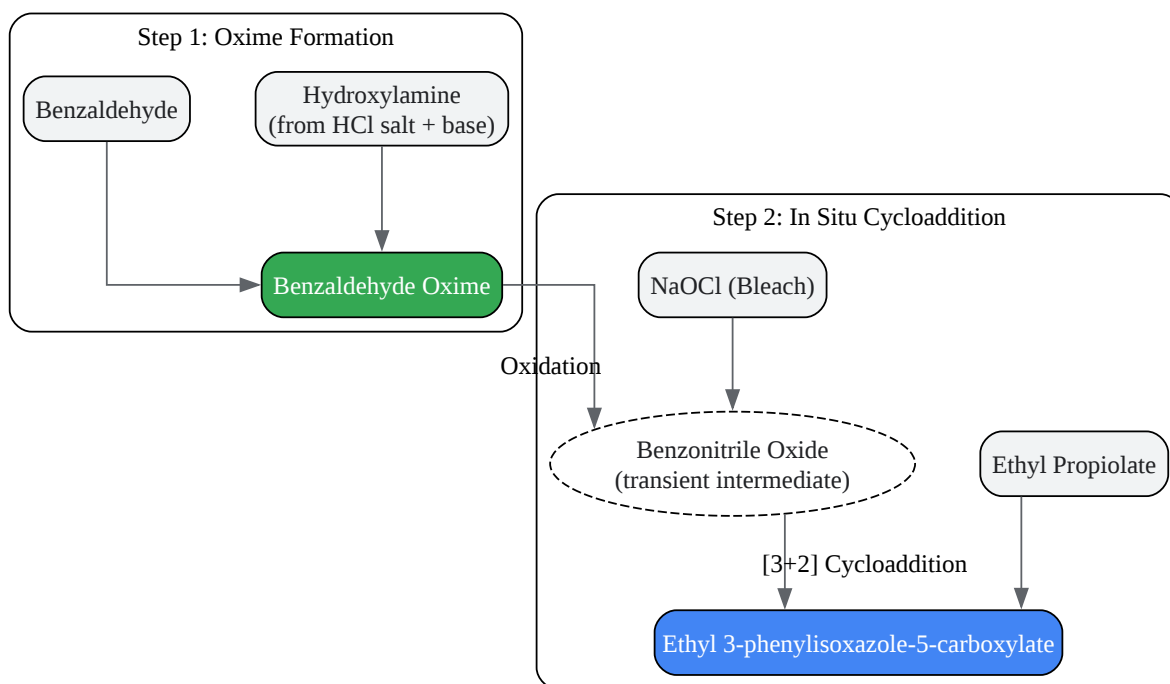 Step 1: Oxime Formation
Benzaldehyde
Hydroxylamine
(from HCl salt + base)
Benzaldehyde Oxime
Step 2: In Situ Cycloaddition
NaOCl (Bleach)
Oxidation
Benzonitrile Oxide
(transient intermediate)
Ethyl Propiolate
[3+2] Cycloaddition
Ethyl 3-phenylisoxazole-5-carboxylate